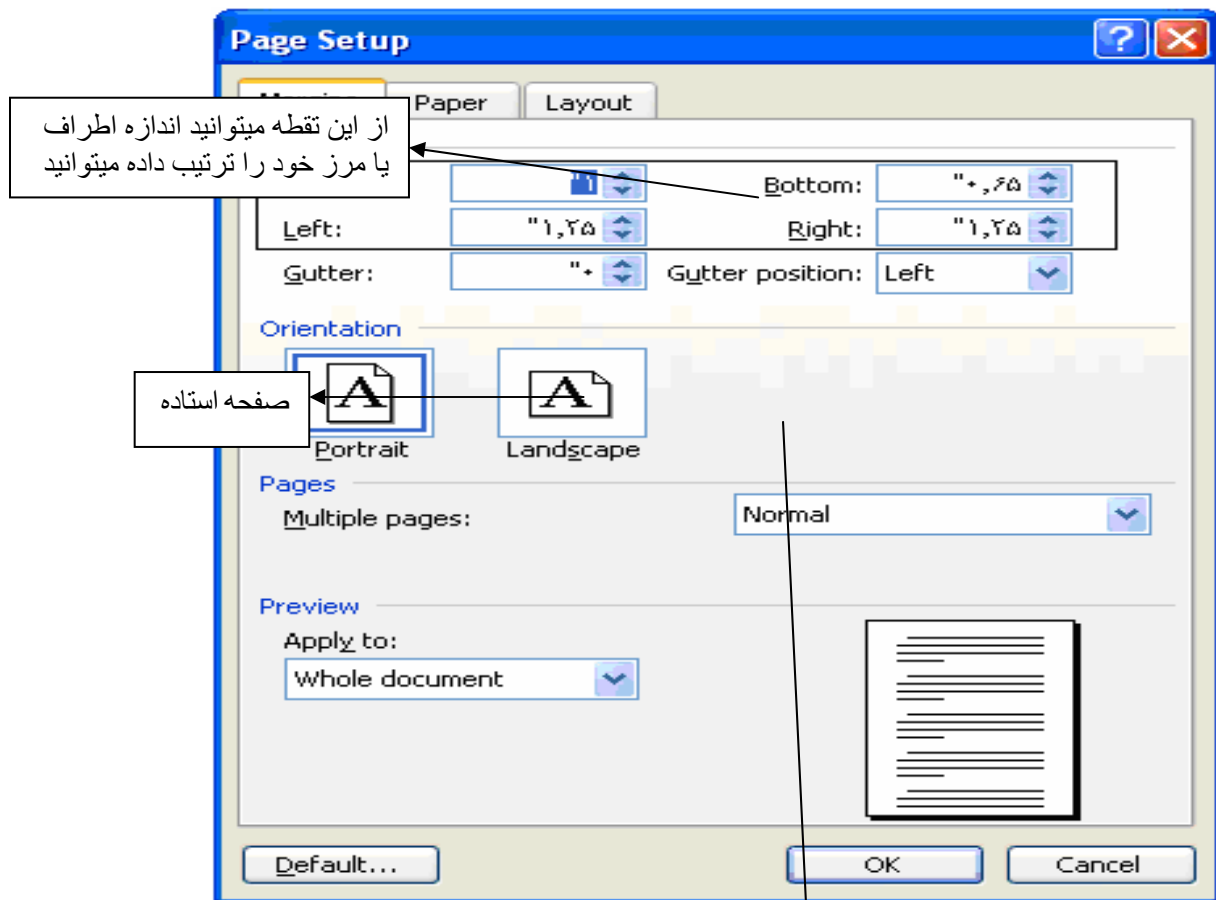 Page Setup
Paper Layout
از این نقطه میتوانید اندازه اطراف
یا مرز خود را ترتیب داده میتوانید
"۱ Bottom: "۰,۶۵
Left: "۱,۲۵ Right: "۱,۲۵
Gutter: "۰ Gutter position: Left
Orientation
صفحه استاده
Portrait Landscape
Pages
Multiple pages: Normal
Preview
Apply to:
Whole document
Default... OK Cancel